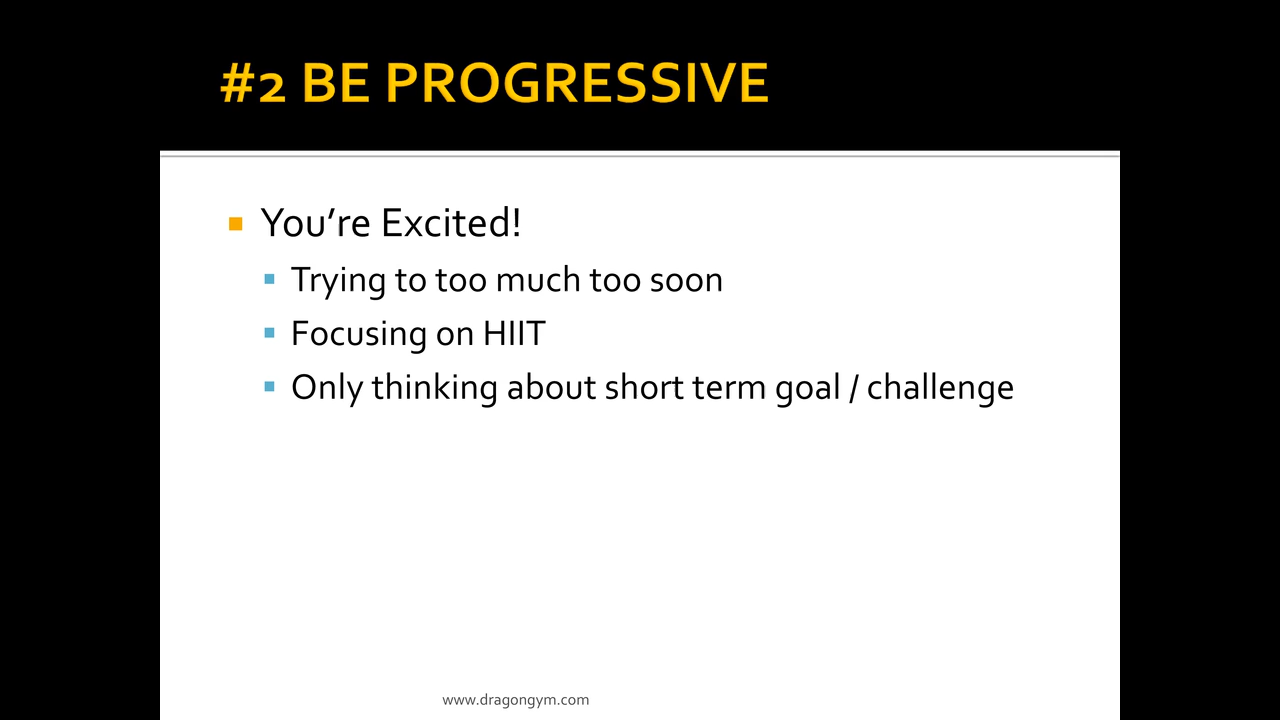 #2 BE PROGRESSIVE
You’re Excited!
Trying to too much too soon
Focusing on HIIT
Only thinking about short term goal / challenge
www.dragongym.com